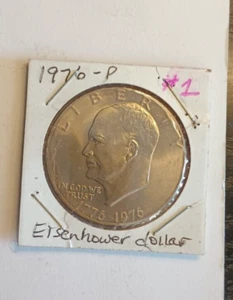 1976-P
#1
LIBERTY
IN GOD WE
TRUST
1776-1976
Eisenhower dollar